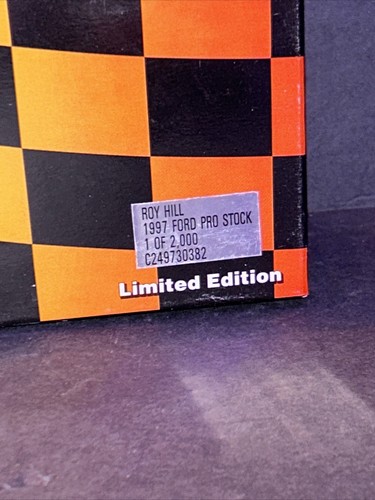 ROY HILL
1997 FORD PRO STOCK
1 OF 2,000
C249730382
Limited Edition